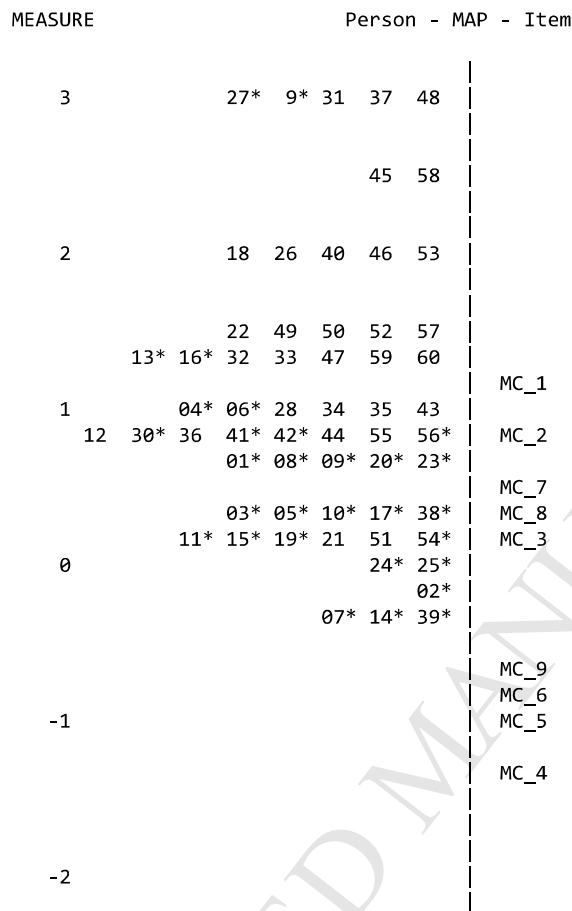 MEASURE Person - MAP - Item
|
3 27* 9* 31 37 48 |
|
|
45 58 |
|
|
2 18 26 40 46 53 |
|
|
22 49 50 52 57 |
13* 16* 32 33 47 59 60 |
| MC_1
1 04* 06* 28 34 35 43 |
12 30* 36 41* 42* 44 55 56* | MC_2
01* 08* 09* 20* 23* |
| MC_7
03* 05* 10* 17* 38* | MC_8
11* 15* 19* 21 51 54* | MC_3
0 24* 25* |
02* |
07* 14* 39* |
|
| MC_9
| MC_6
-1 | MC_5
|
| MC_4
|
|
|
-2 |
|
ED MANU